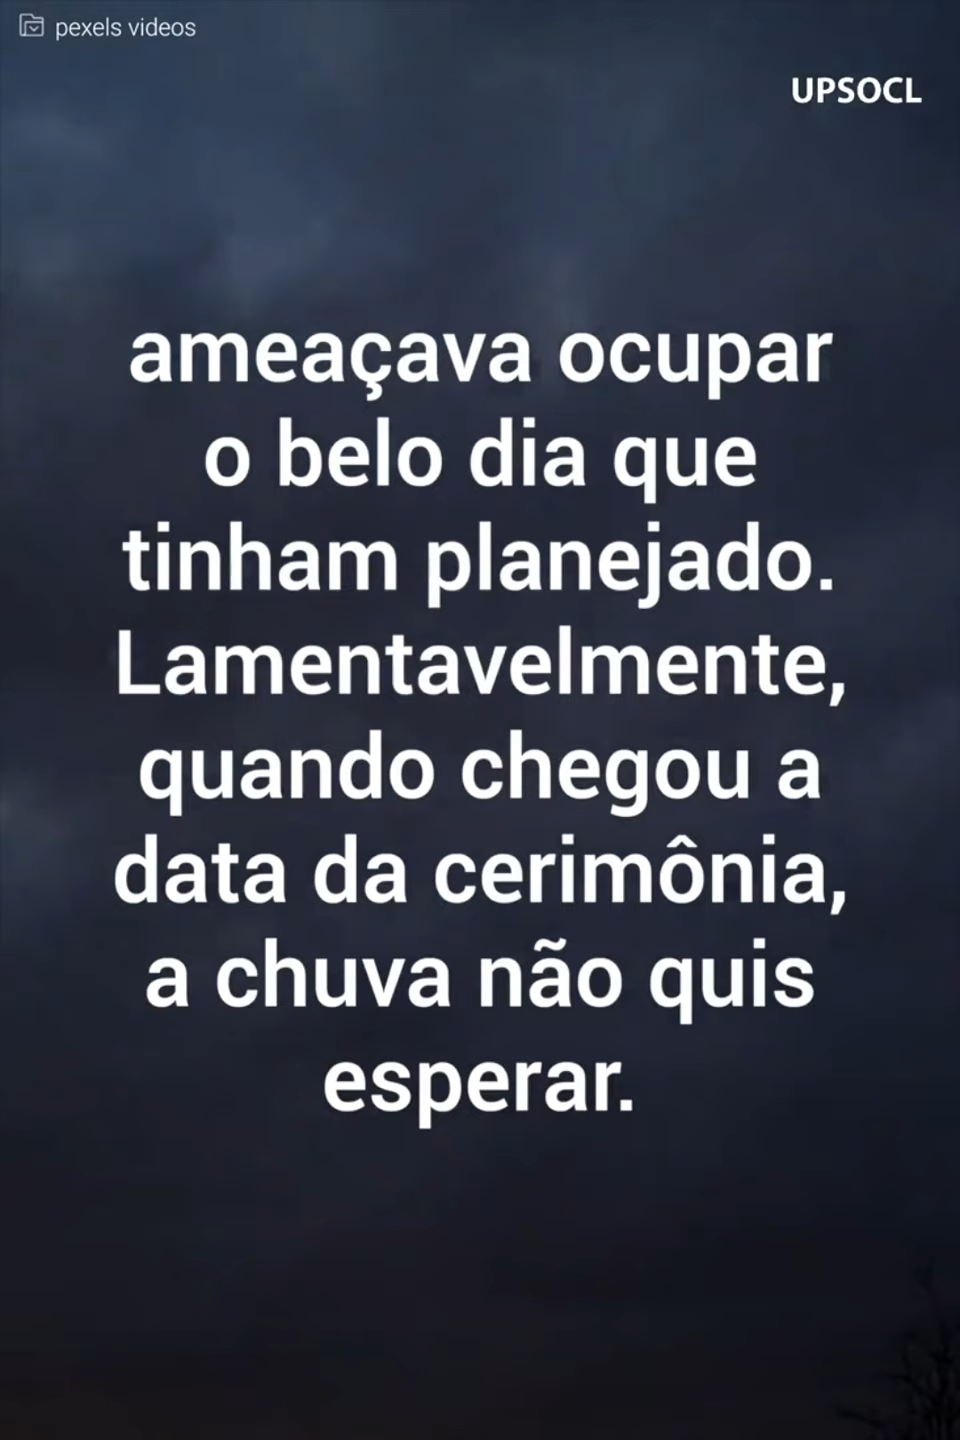 pexels videos
UPSOCL
ameaçava ocupar
o belo dia que
tinham planejado.
Lamentavelmente,
quando chegou a
data da cerimônia,
a chuva não quis
esperar.